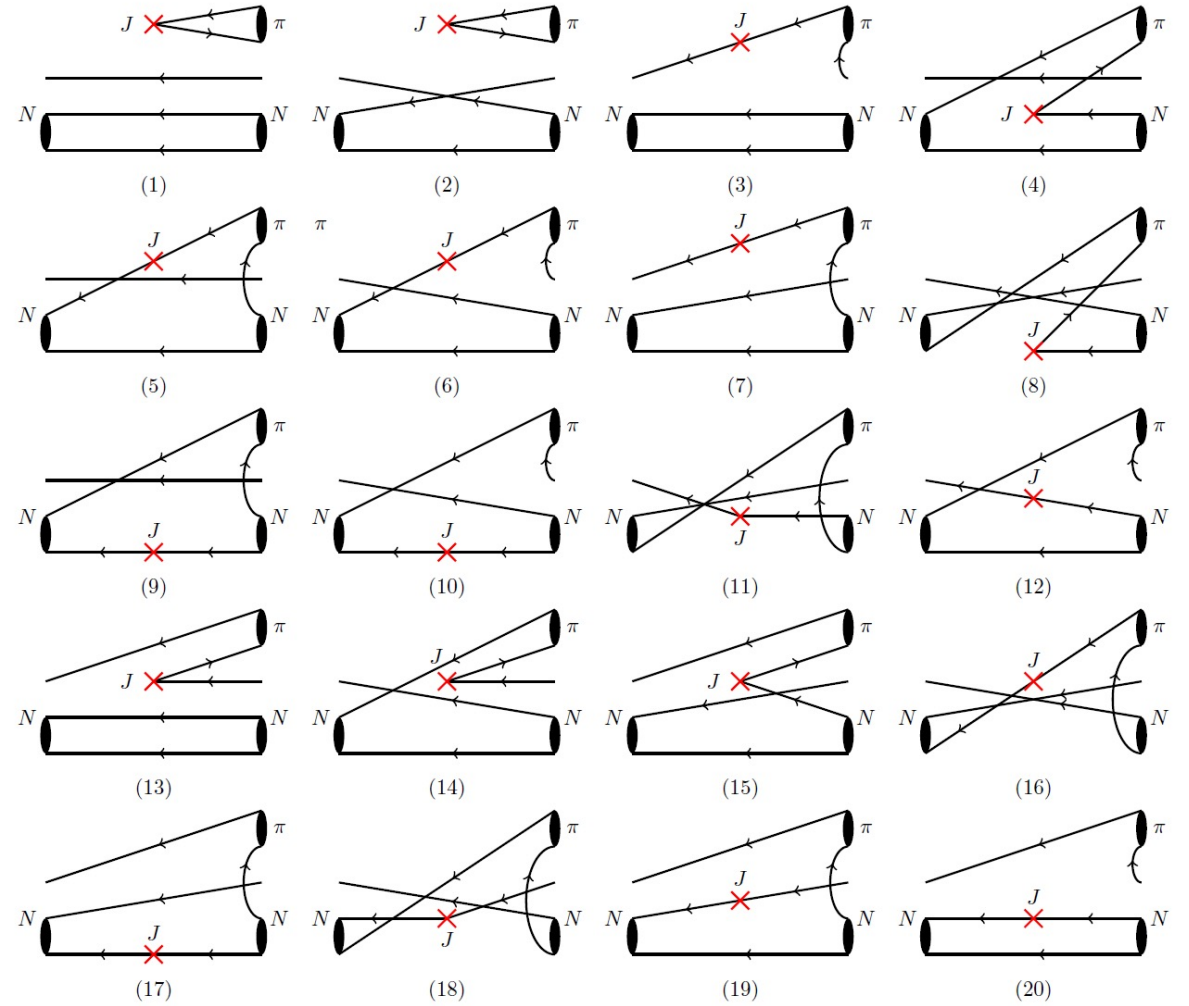 J π J π J π π
N N N N N N N J N
(1) (2) (3) (4)
π π π J π π
J J
N N N N N N N N
J
(5) (6) (7) (8)
π π π π
J
N N N N N N N N
J J J
(9) (10) (11) (12)
π π π π
J J
J J
N N N N N N N N
(13) (14) (15) (16)
π π π π
J J
N N N N N N N N
J J
(17) (18) (19) (20)